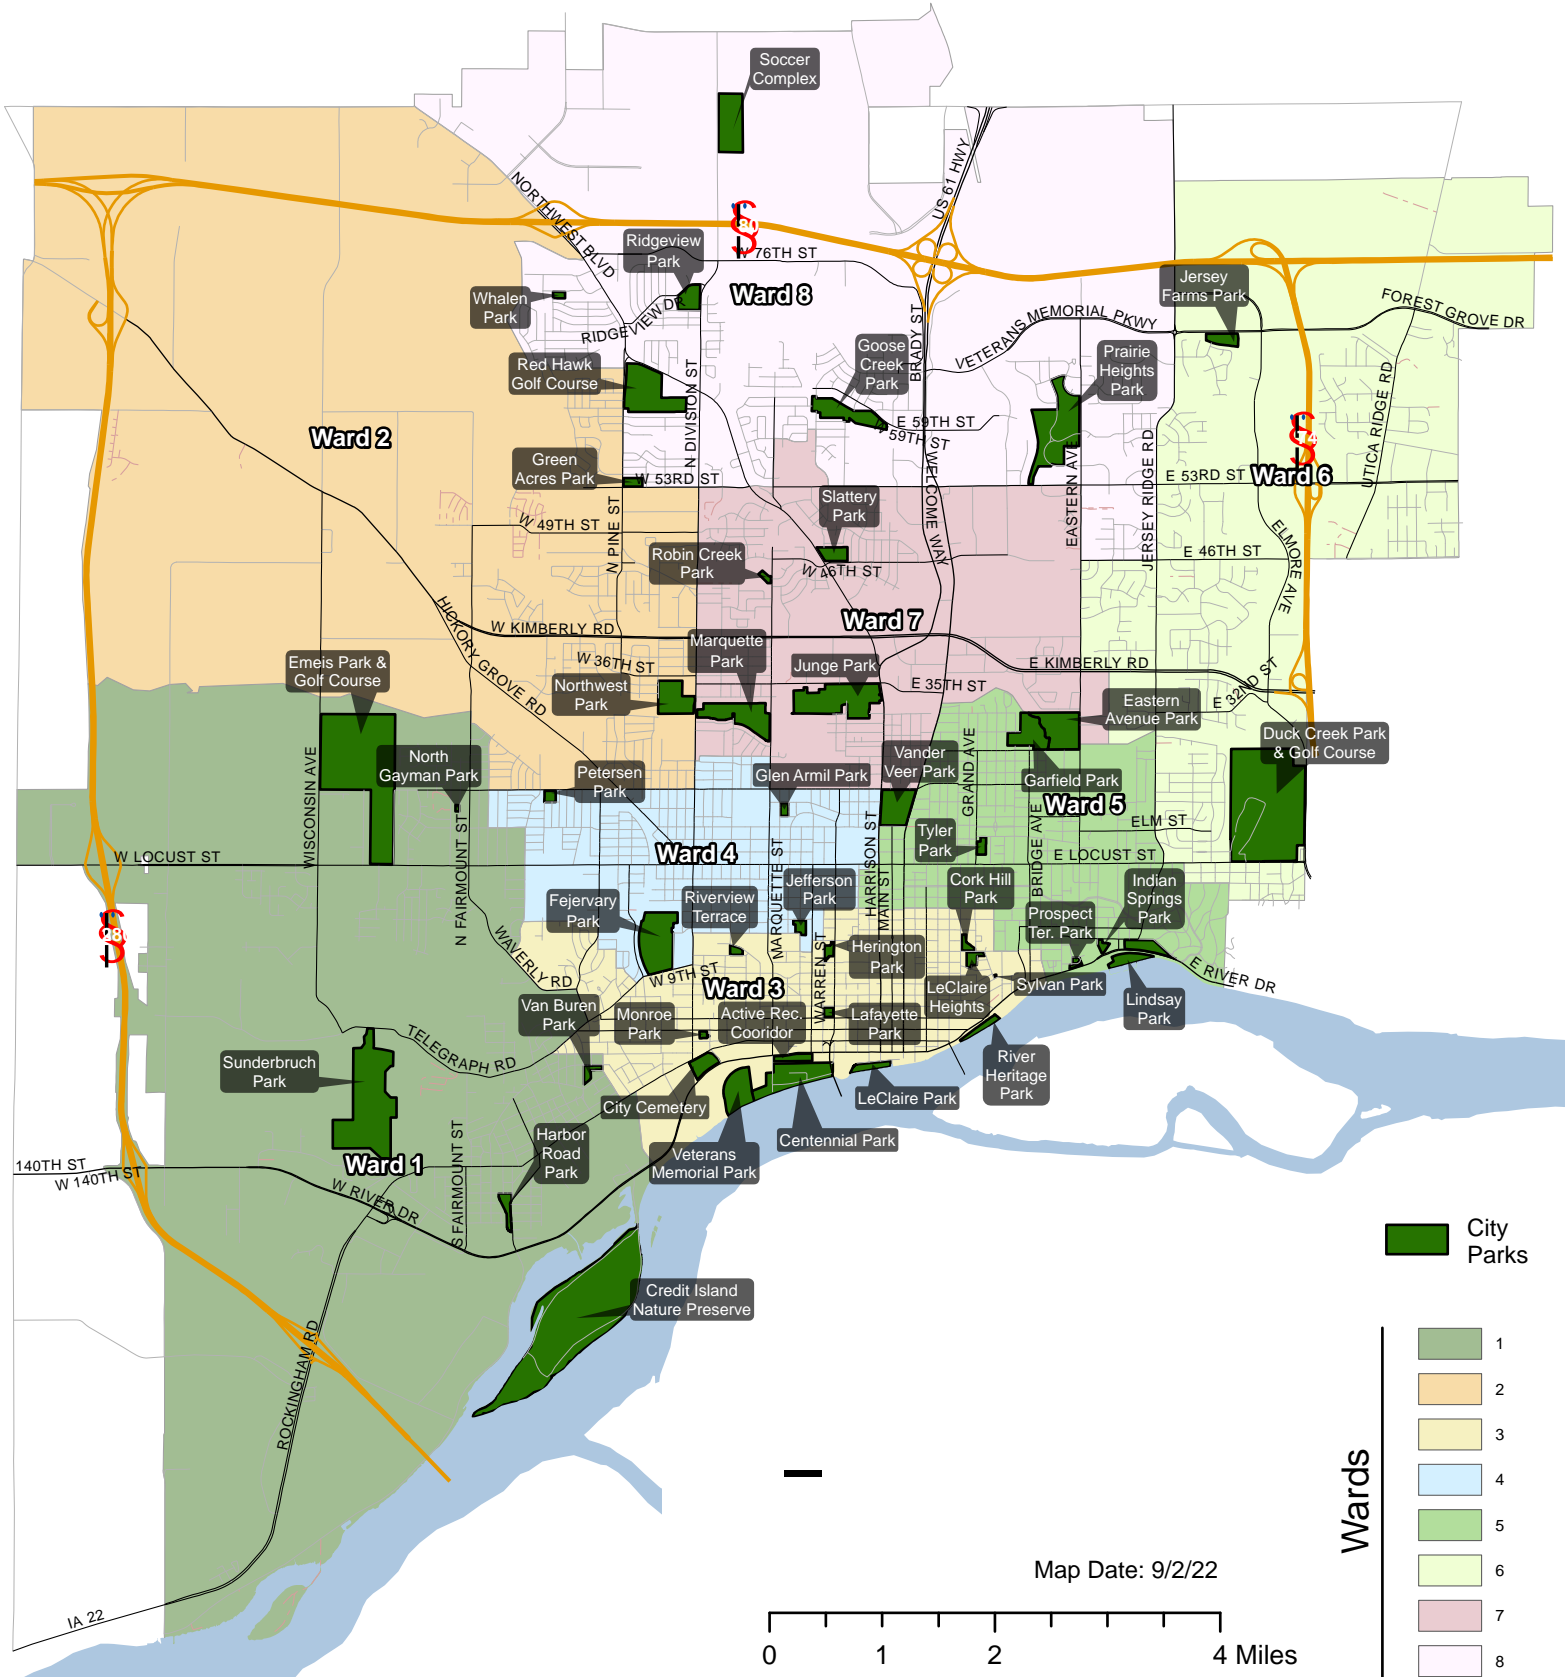 Soccer
Complex
NORTHWEST BLVD
US 61 HWY
80
W 76TH ST
Ridgeview
Park
Ward 8
Whalen
Park
RIDGEVIEW DR
Jersey
Farms Park
FOREST GROVE DR
VETERANS MEMORIAL PKWY
BRADY ST
Goose
Creek
Park
Prairie
Heights
Park
Red Hawk
Golf Course
N DIVISION ST
E 59TH ST
W 59TH ST
UTICA RIDGE RD
74
Ward 2
Green
Acres Park
W 53RD ST
E 53RD ST
Ward 6
WELCOME WAY
EASTERN AVE
JERSEY RIDGE RD
Slattery
Park
N PINE ST
W 49TH ST
Robin Creek
Park
W 46TH ST
E 46TH ST
ELMORE AVE
HICKORY GROVE RD
W KIMBERLY RD
Ward 7
Marquette
Park
W 36TH ST
Junge Park
E KIMBERLY RD
E 35TH ST
E 32ND ST
Emeis Park &
Golf Course
Northwest
Park
Eastern
Avenue Park
Duck Creek Park
& Golf Course
WISCONSIN AVE
North
Gayman Park
Petersen
Park
Glen Armil Park
Vander
Veer Park
GRAND AVE
Garfield Park
Ward 5
N FAIRMOUNT ST
ELM ST
Tyler
Park
BRIDGE AVE
W LOCUST ST
Ward 4
E LOCUST ST
MARQUETTE ST
HARRISON ST
MAIN ST
Fejervary
Park
Riverview
Terrace
Jefferson
Park
Cork Hill
Park
Indian
Springs
Park
Prospect
Ter. Park
280
WAVERLY RD
W 9TH ST
WARREN ST
Herington
Park
E RIVER DR
LeClaire
Heights
Sylvan Park
Lindsay
Park
Ward 3
Van Buren
Park
Monroe
Park
Active Rec.
Cooridor
Lafayette
Park
TELEGRAPH RD
Sunderbruch
Park
River
Heritage
Park
City Cemetery
LeClaire Park
Harbor
Road
Park
Centennial Park
Veterans
Memorial Park
S FAIRMOUNT ST
Ward 1
140TH ST
W 140TH ST
W RIVER DR
Credit Island
Nature Preserve
ROCKINGHAM RD
IA 22
City
Parks
Wards
1
2
3
4
5
6
7
8
Map Date: 9/2/22
0 1 2 4 Miles